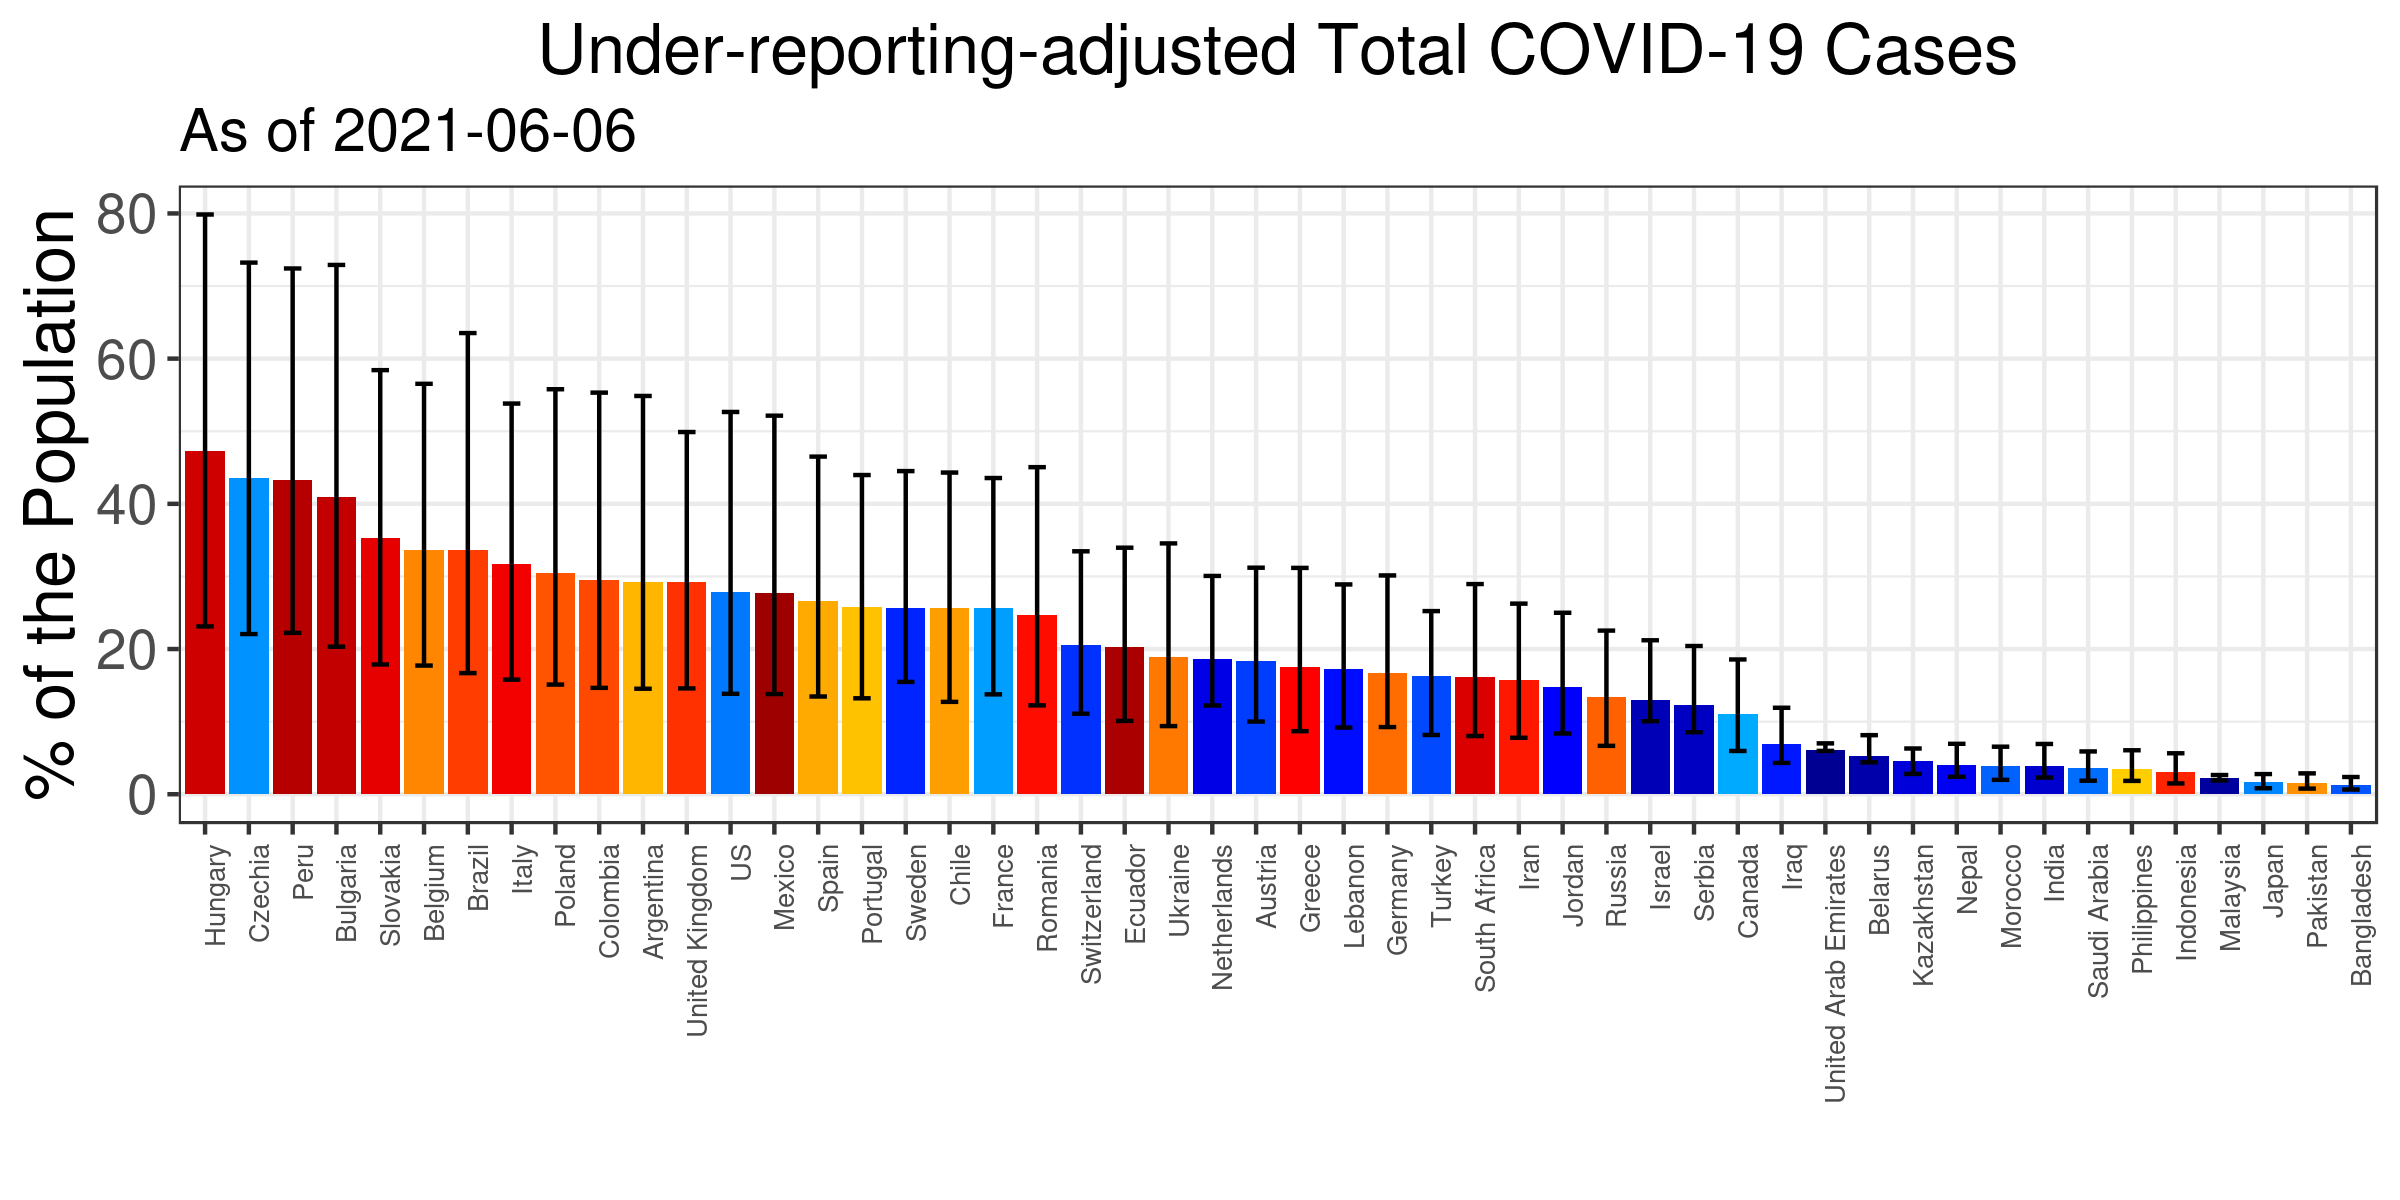 Under-reporting-adjusted Total COVID-19 Cases
As of 2021-06-06
% of the Population
80
60
40
20
0
Hungary
Czechia
Peru
Bulgaria
Slovakia
Belgium
Brazil
Italy
Poland
Colombia
Argentina
United Kingdom
US
Mexico
Spain
Portugal
Sweden
Chile
France
Romania
Switzerland
Ecuador
Ukraine
Netherlands
Austria
Greece
Lebanon
Germany
Turkey
South Africa
Iran
Jordan
Russia
Israel
Serbia
Canada
Iraq
United Arab Emirates
Belarus
Kazakhstan
Nepal
Morocco
India
Saudi Arabia
Philippines
Indonesia
Malaysia
Japan
Pakistan
Bangladesh